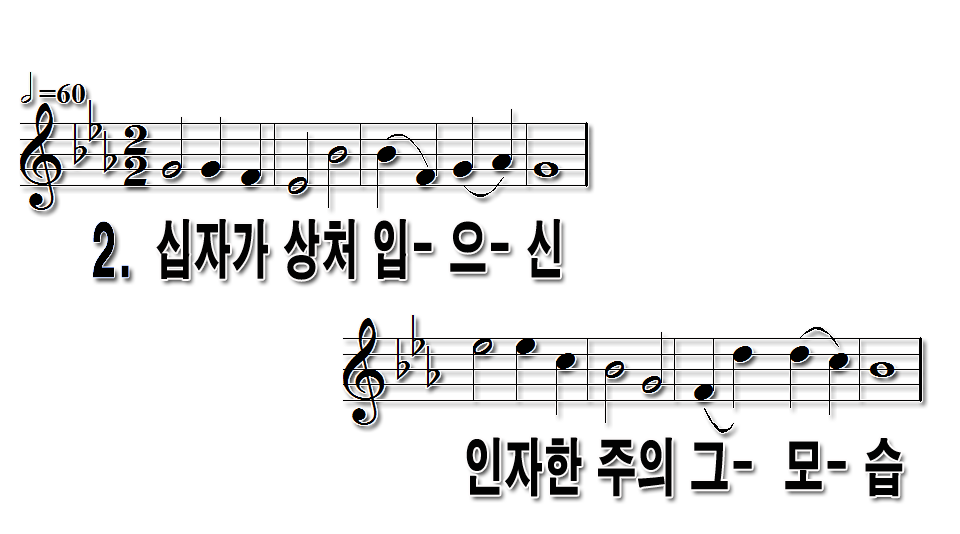 =60
2. 십자가 상처 입- 으- 신
인자한 주의 그- 모- 습